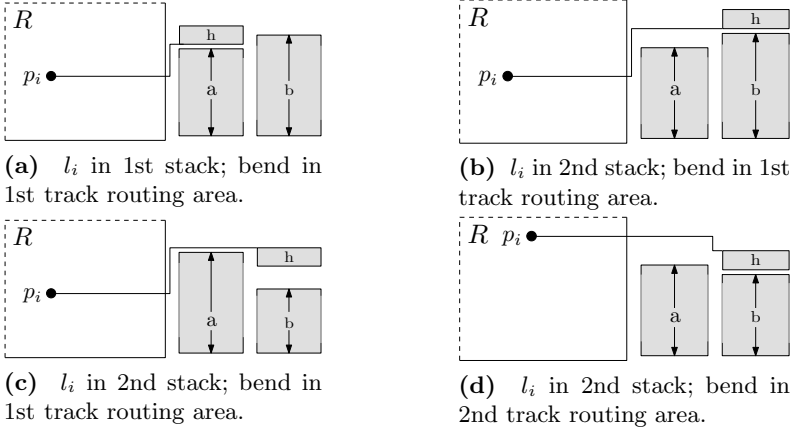 R
h
p_i
a
b
(a) l_i in 1st stack; bend in
1st track routing area.
R
h
p_i
a
b
(b) l_i in 2nd stack; bend in 1st
track routing area.
R
h
p_i
a
b
(c) l_i in 2nd stack; bend in
1st track routing area.
R
p_i
h
a
b
(d) l_i in 2nd stack; bend in
2nd track routing area.